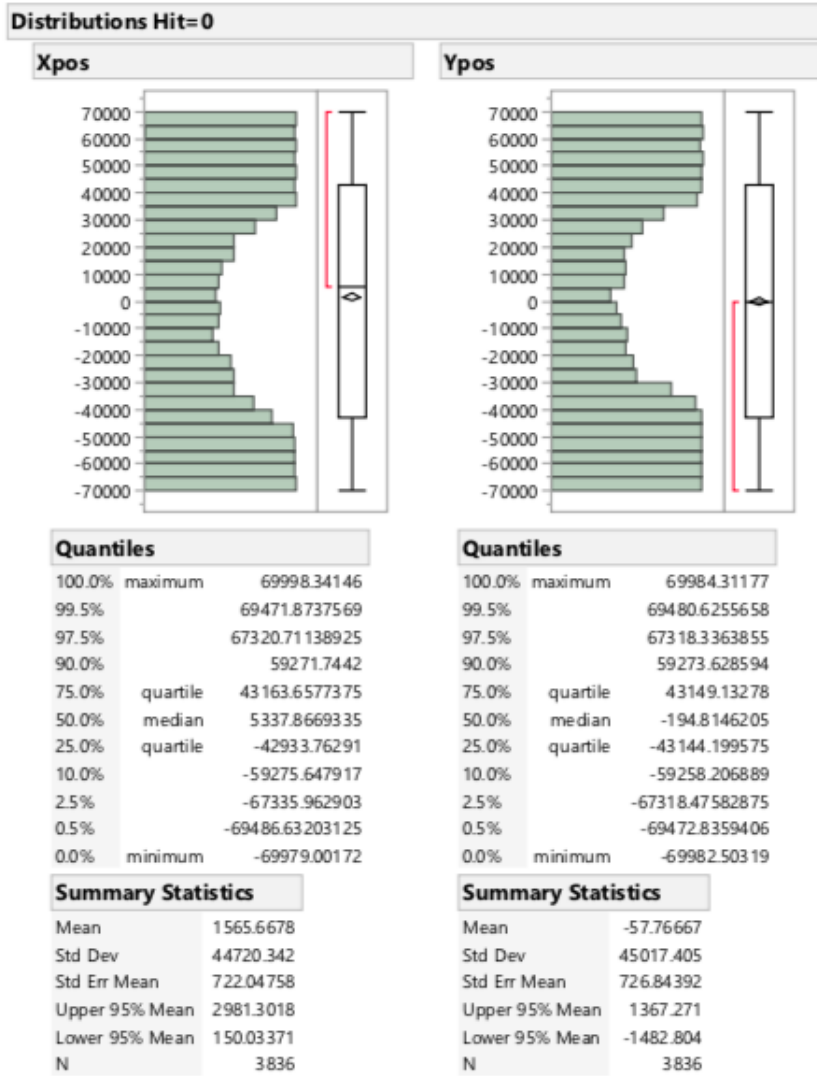 Distributions Hit=0
Xpos
70000
60000
50000
40000
30000
20000
10000
0
-10000
-20000
-30000
-40000
-50000
-60000
-70000
Quantiles
100.0% maximum 69998.34146
99.5% 69471.8737569
97.5% 67320.71138925
90.0% 59271.7442
75.0% quartile 43163.6577375
50.0% median 5337.8669335
25.0% quartile -42933.76291
10.0% -59275.647917
2.5% -67335.962903
0.5% -69486.63203125
0.0% minimum -69979.00172
Summary Statistics
Mean 1565.6678
Std Dev 44720.342
Std Err Mean 722.04758
Upper 95% Mean 2981.3018
Lower 95% Mean 150.03371
N 3836
Ypos
70000
60000
50000
40000
30000
20000
10000
0
-10000
-20000
-30000
-40000
-50000
-60000
-70000
Quantiles
100.0% maximum 69984.31177
99.5% 69480.6255658
97.5% 67318.3363855
90.0% 59273.628594
75.0% quartile 43149.13278
50.0% median -194.8146205
25.0% quartile -43144.199575
10.0% -59258.206889
2.5% -67318.47582875
0.5% -69472.8359406
0.0% minimum -69982.50319
Summary Statistics
Mean -57.76667
Std Dev 45017.405
Std Err Mean 726.84392
Upper 95% Mean 1367.271
Lower 95% Mean -1482.804
N 3836